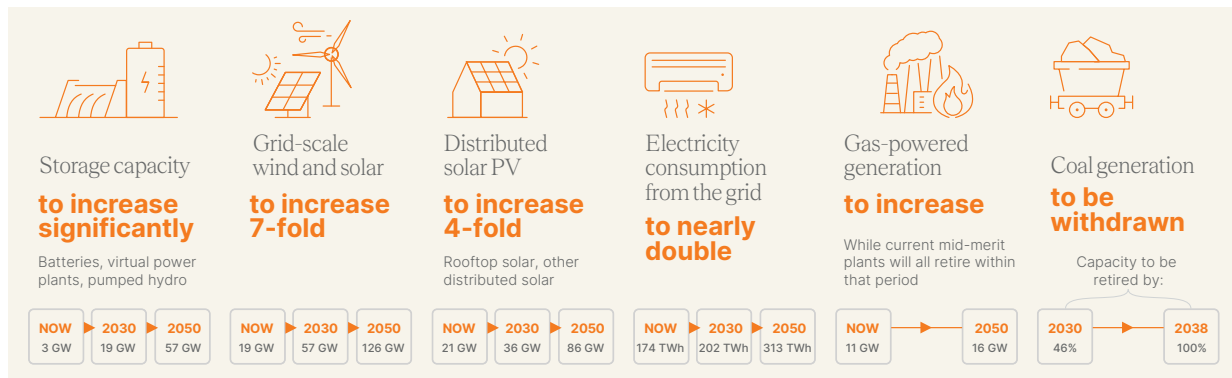 Storage capacity
to increase
significantly
Batteries, virtual power
plants, pumped hydro
NOW
3 GW
2030
19 GW
2050
57 GW
Grid-scale
wind and solar
to increase
7-fold
NOW
19 GW
2030
57 GW
2050
126 GW
Distributed
solar PV
to increase
4-fold
Rooftop solar, other
distributed solar
NOW
21 GW
2030
36 GW
2050
86 GW
Electricity
consumption
from the grid
to nearly
double
NOW
174 TWh
2030
202 TWh
2050
313 TWh
Gas-powered
generation
to increase
While current mid-merit
plants will all retire within
that period
NOW
11 GW
2050
16 GW
Coal generation
to be
withdrawn
Capacity to be
retired by:
2030
46%
2038
100%